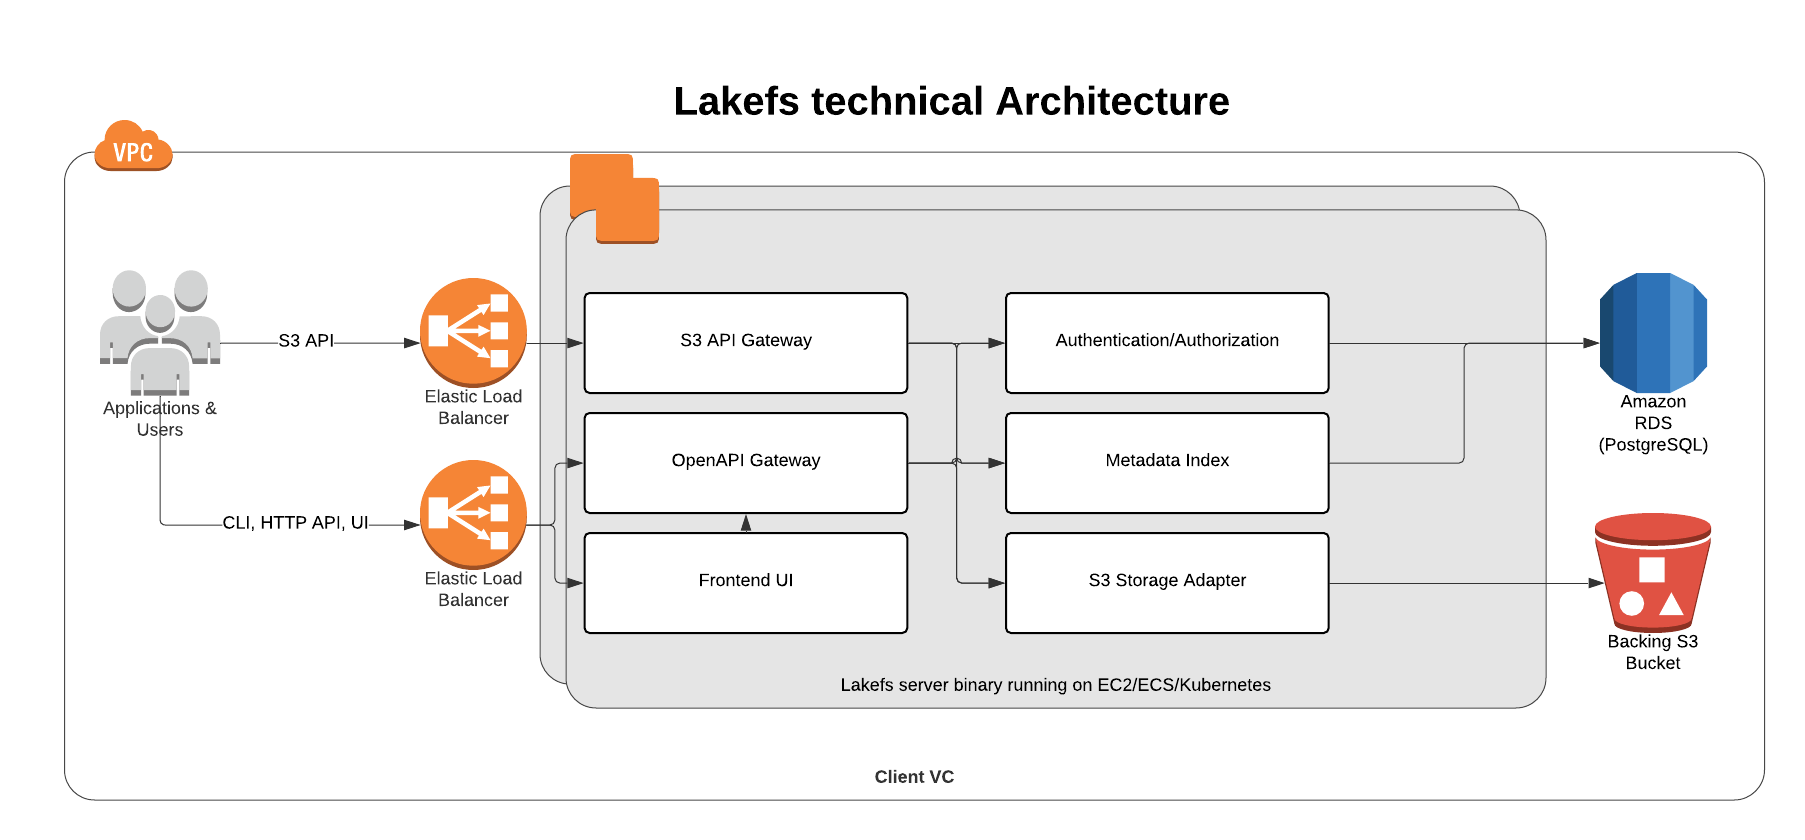 Lakefs technical Architecture
VPC
S3 API
Applications &
Users
Elastic Load
Balancer
CLI, HTTP API, UI
Elastic Load
Balancer
S3 API Gateway
OpenAPI Gateway
Frontend UI
Authentication/Authorization
Metadata Index
S3 Storage Adapter
Lakefs server binary running on EC2/ECS/Kubernetes
Amazon
RDS
(PostgreSQL)
Backing S3
Bucket
Client VC